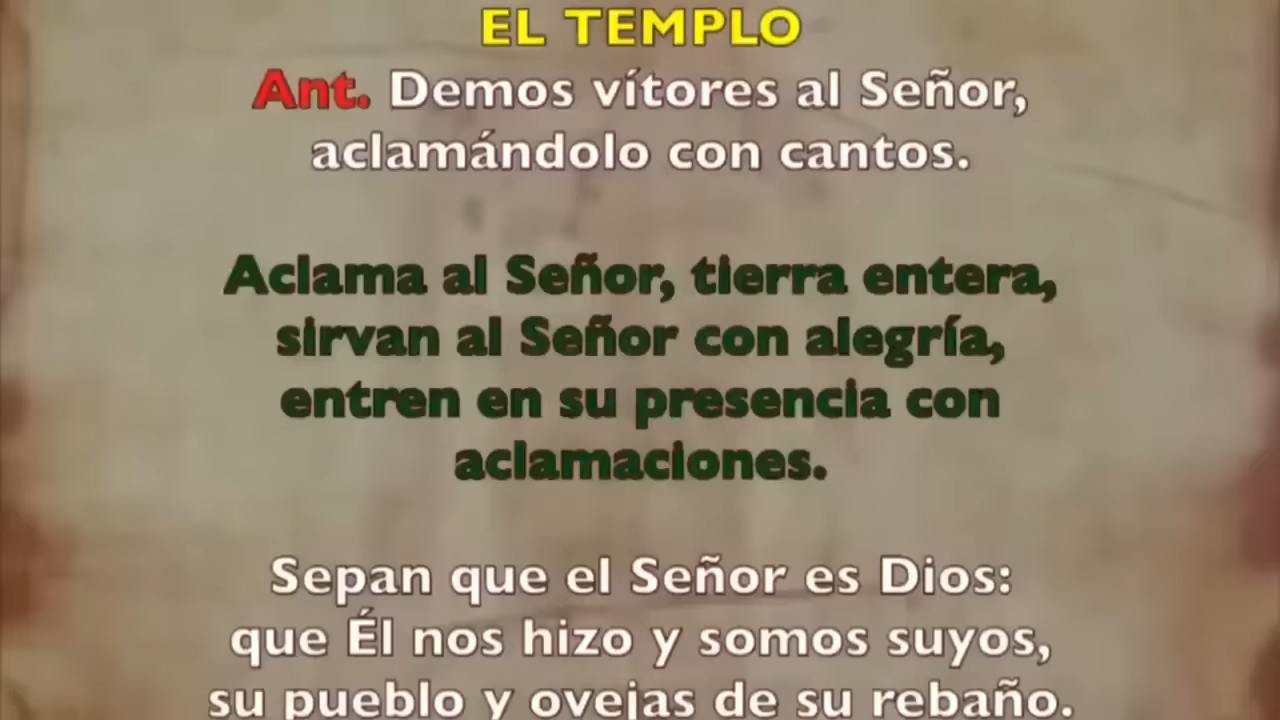 EL TEMPLO
Ant. Demos vítores al Señor,
aclamándolo con cantos.
Aclama al Señor, tierra entera,
sirvan al Señor con alegría,
entren en su presencia con
aclamaciones.
Sepan que el Señor es Dios:
que Él nos hizo y somos suyos,
su pueblo y ovejas de su rebaño.